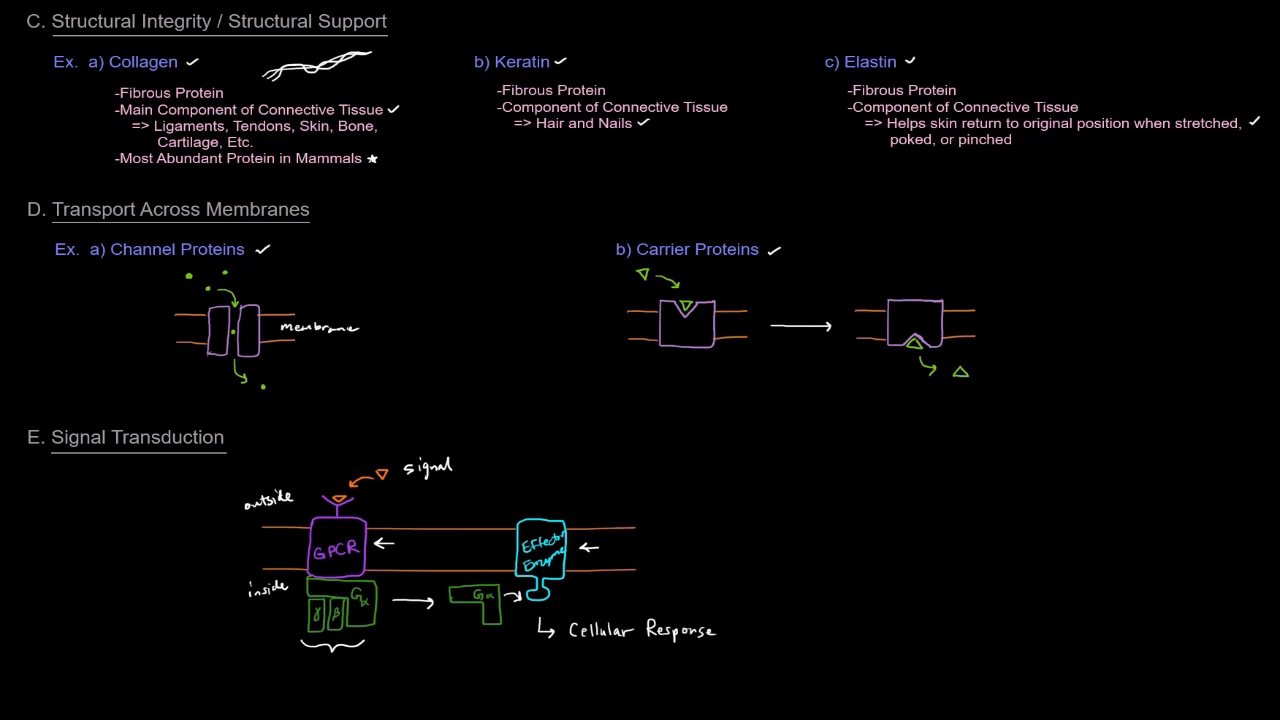 C. Structural Integrity / Structural Support
Ex. a) Collagen
-Fibrous Protein
-Main Component of Connective Tissue
=> Ligaments, Tendons, Skin, Bone,
Cartilage, Etc.
-Most Abundant Protein in Mammals
b) Keratin
-Fibrous Protein
-Component of Connective Tissue
=> Hair and Nails
c) Elastin
-Fibrous Protein
-Component of Connective Tissue
=> Helps skin return to original position when stretched,
poked, or pinched
D. Transport Across Membranes
Ex. a) Channel Proteins
membrane
b) Carrier Proteins
E. Signal Transduction
signal
outside
GPCR
Effector
Enzyme
inside
γ β Gα
Gα
Cellular Response